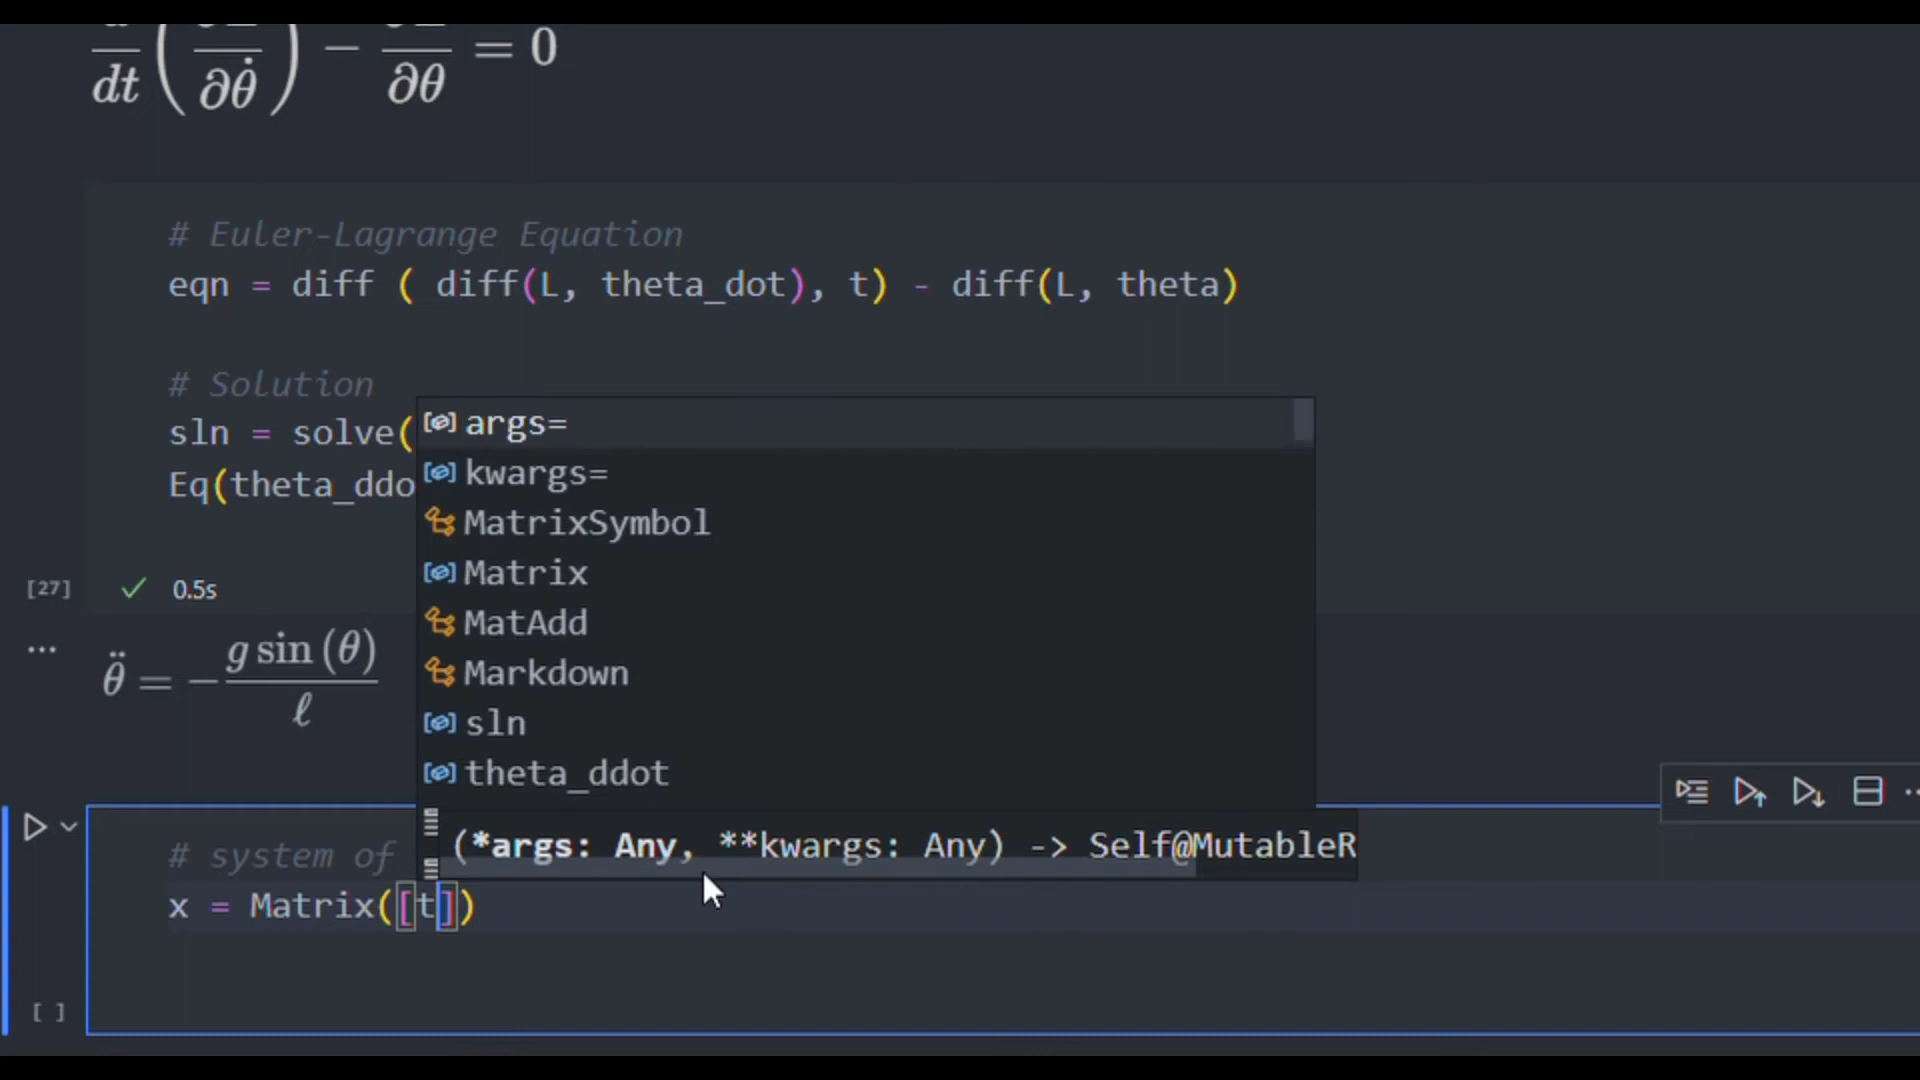 d/dt (∂L/∂θ̇) − ∂L/∂θ = 0
# Euler-Lagrange Equation
eqn = diff ( diff(L, theta_dot), t) - diff(L, theta)
# Solution
sln = solve(
Eq(theta_ddo
args=
kwargs=
MatrixSymbol
Matrix
MatAdd
Markdown
sln
theta_ddot
[27] 0.5s
... θ̈ = − g sin (θ) / ℓ
(*args: Any, **kwargs: Any) -> Self@MutableR
# system of
x = Matrix([t])
[ ]